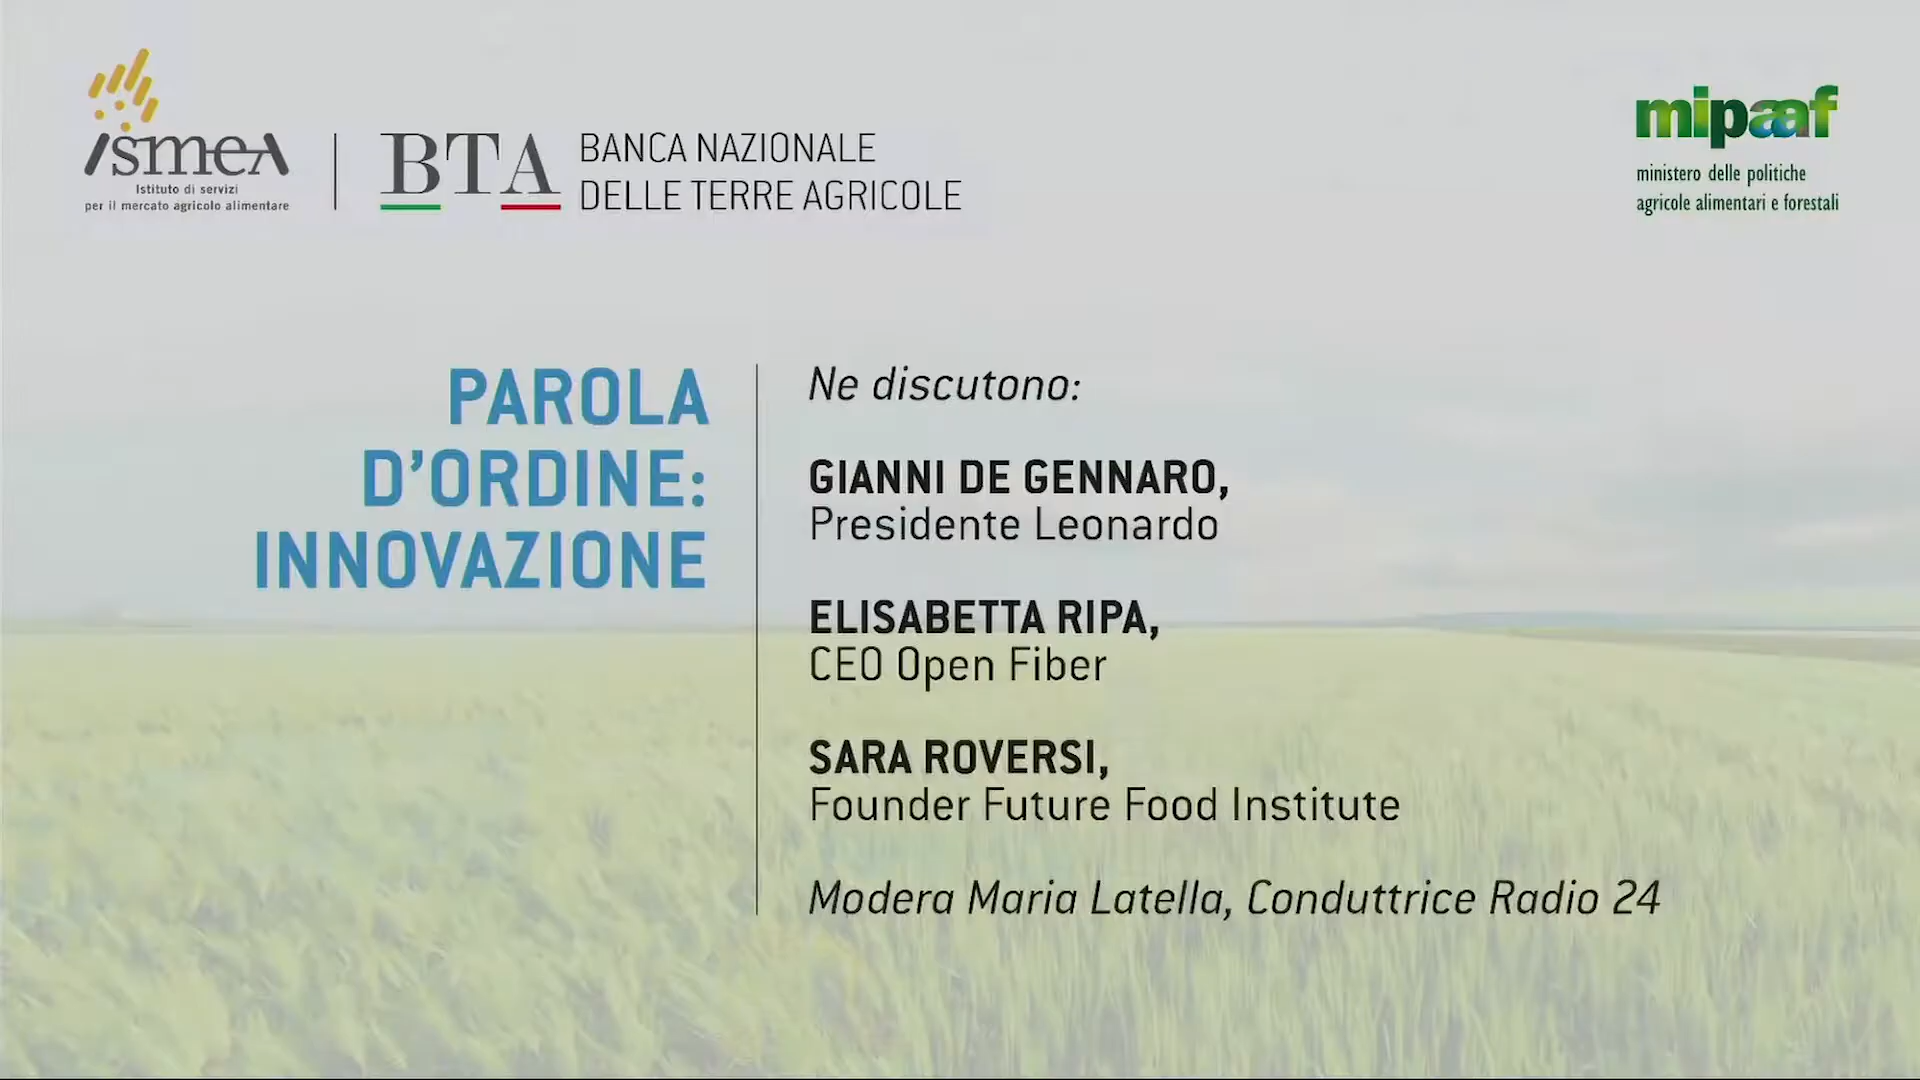 ismea
Istituto di servizi
per il mercato agricolo alimentare
BTA
BANCA NAZIONALE
DELLE TERRE AGRICOLE
mipaaf
ministero delle politiche
agricole alimentari e forestali
PAROLA
D'ORDINE:
INNOVAZIONE
Ne discutono:
GIANNI DE GENNARO,
Presidente Leonardo
ELISABETTA RIPA,
CEO Open Fiber
SARA ROVERSI,
Founder Future Food Institute
Modera Maria Latella, Conduttrice Radio 24